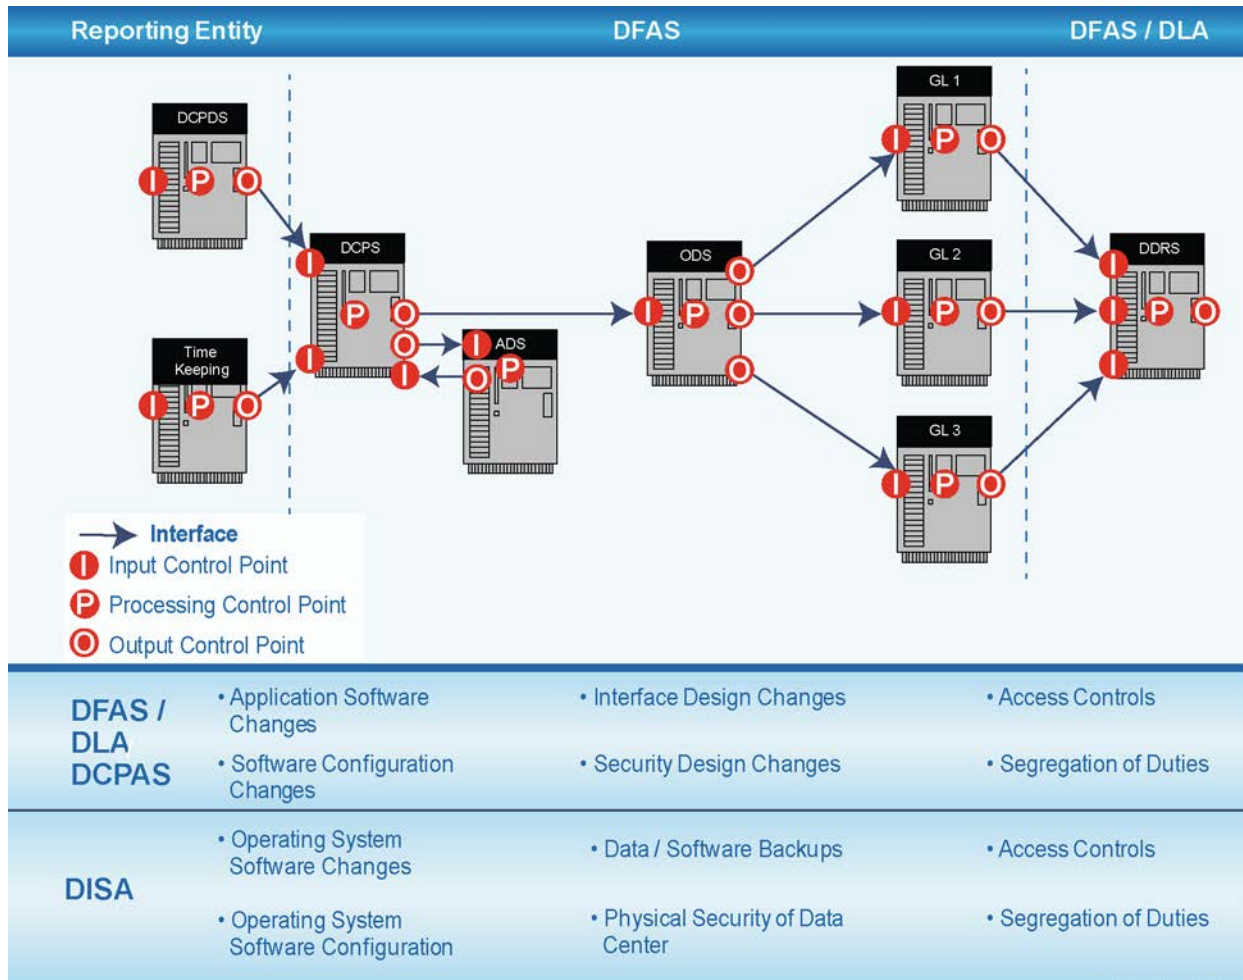 Reporting Entity
DFAS
DFAS / DLA
GL 1
I P O
DCPDS
I P O
DCPS
I
P O
O
I
I
ADS
I
P
O
ODS
O
I P O
O
GL 2
I P O
DDRS
I
I P O
I
Time
Keeping
I P O
GL 3
I P O
Interface
I Input Control Point
P Processing Control Point
O Output Control Point
DFAS /
DLA
DCPAS
• Application Software
Changes
• Interface Design Changes
• Access Controls
• Software Configuration
Changes
• Security Design Changes
• Segregation of Duties
DISA
• Operating System
Software Changes
• Data / Software Backups
• Access Controls
• Operating System
Software Configuration
• Physical Security of Data
Center
• Segregation of Duties